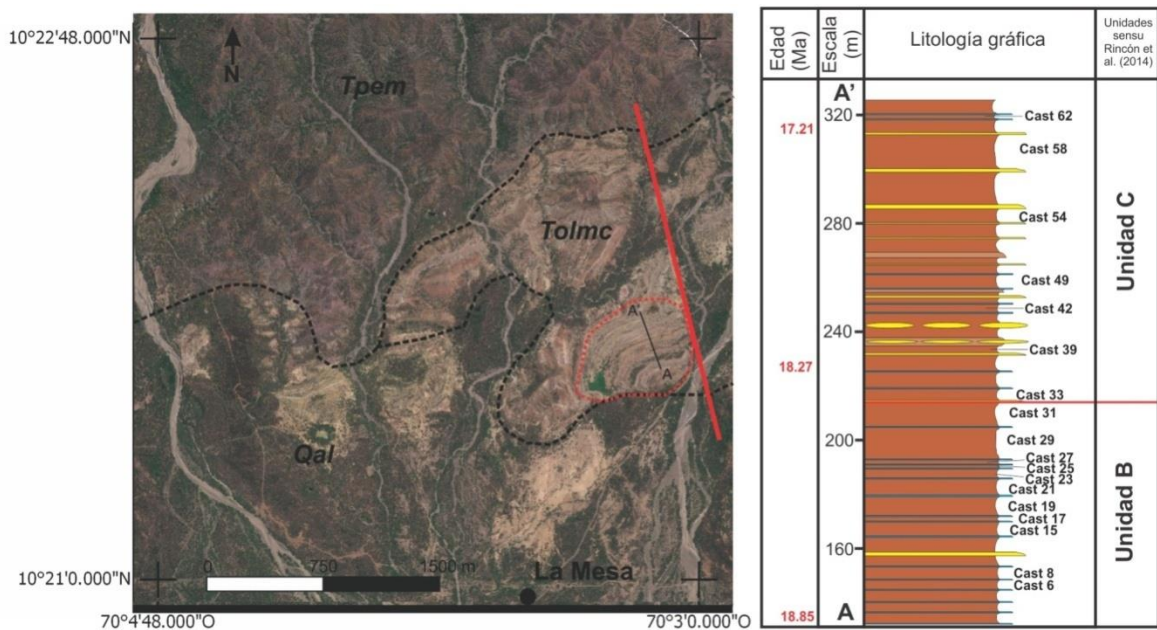 10°22'48.000"N
N
Tpem
Tolmc
A'
A
Qal
0 750 1500 m
La Mesa
10°21'0.000"N
70°4'48.000"O
70°3'0.000"O
Edad
(Ma)
Escala
(m)
Litología gráfica
Unidades
sensu
Rincón et
al. (2014)
A'
320
Cast 62
17.21
Cast 58
280
Cast 54
Cast 49
Cast 42
240
Cast 39
18.27
Cast 33
Cast 31
200
Cast 29
Cast 27
Cast 25
Cast 23
Cast 21
Cast 19
Cast 17
Cast 15
160
Cast 8
Cast 6
18.85
A
Unidad C
Unidad B